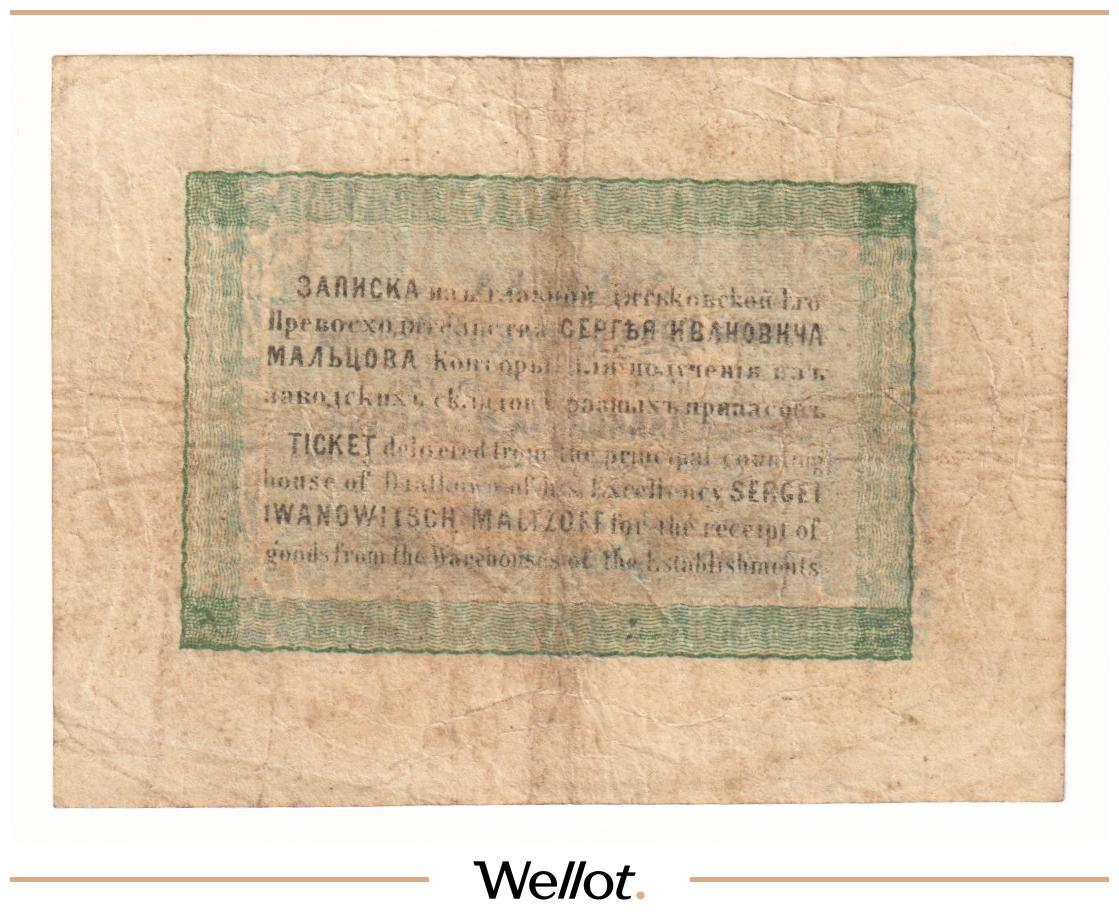 ЗАПИСКА изъ главной Дятьковской Его
Превосходительства СЕРГѢЯ ИВАНОВИЧА
МАЛЬЦОВА Конторы для полученія изъ
заводскихъ складовъ разныхъ припасовъ.
TICKET delivered from the principal counting
house of of his Excellency SERGEI
IWANOWITSCH MALTZOFF for the receipt of
goods from the Warehouses of the Establishments
Wellot.